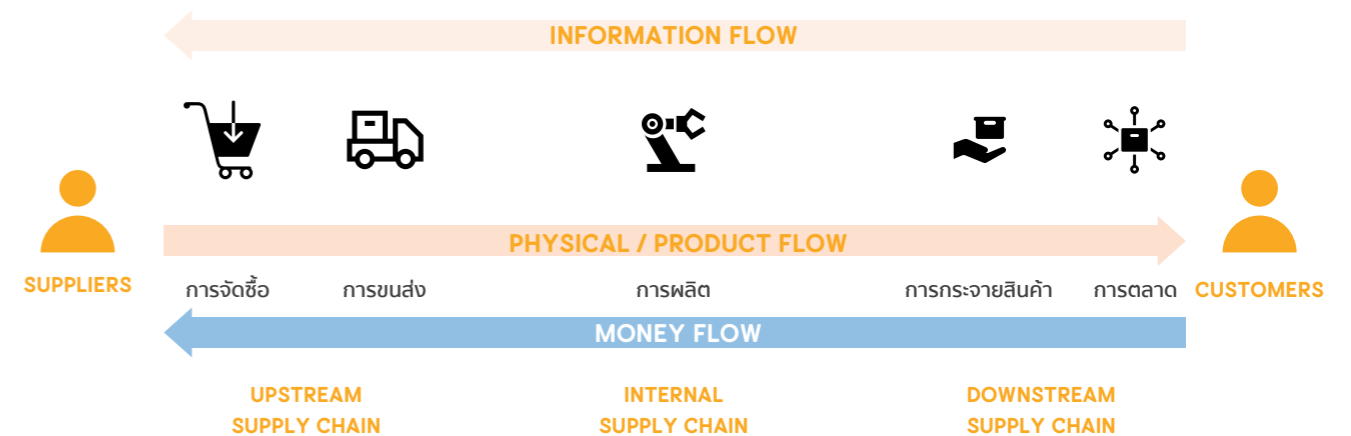 INFORMATION FLOW
PHYSICAL / PRODUCT FLOW
SUPPLIERS
การจัดซื้อ
การขนส่ง
การผลิต
การกระจายสินค้า
การตลาด
CUSTOMERS
MONEY FLOW
UPSTREAM
SUPPLY CHAIN
INTERNAL
SUPPLY CHAIN
DOWNSTREAM
SUPPLY CHAIN